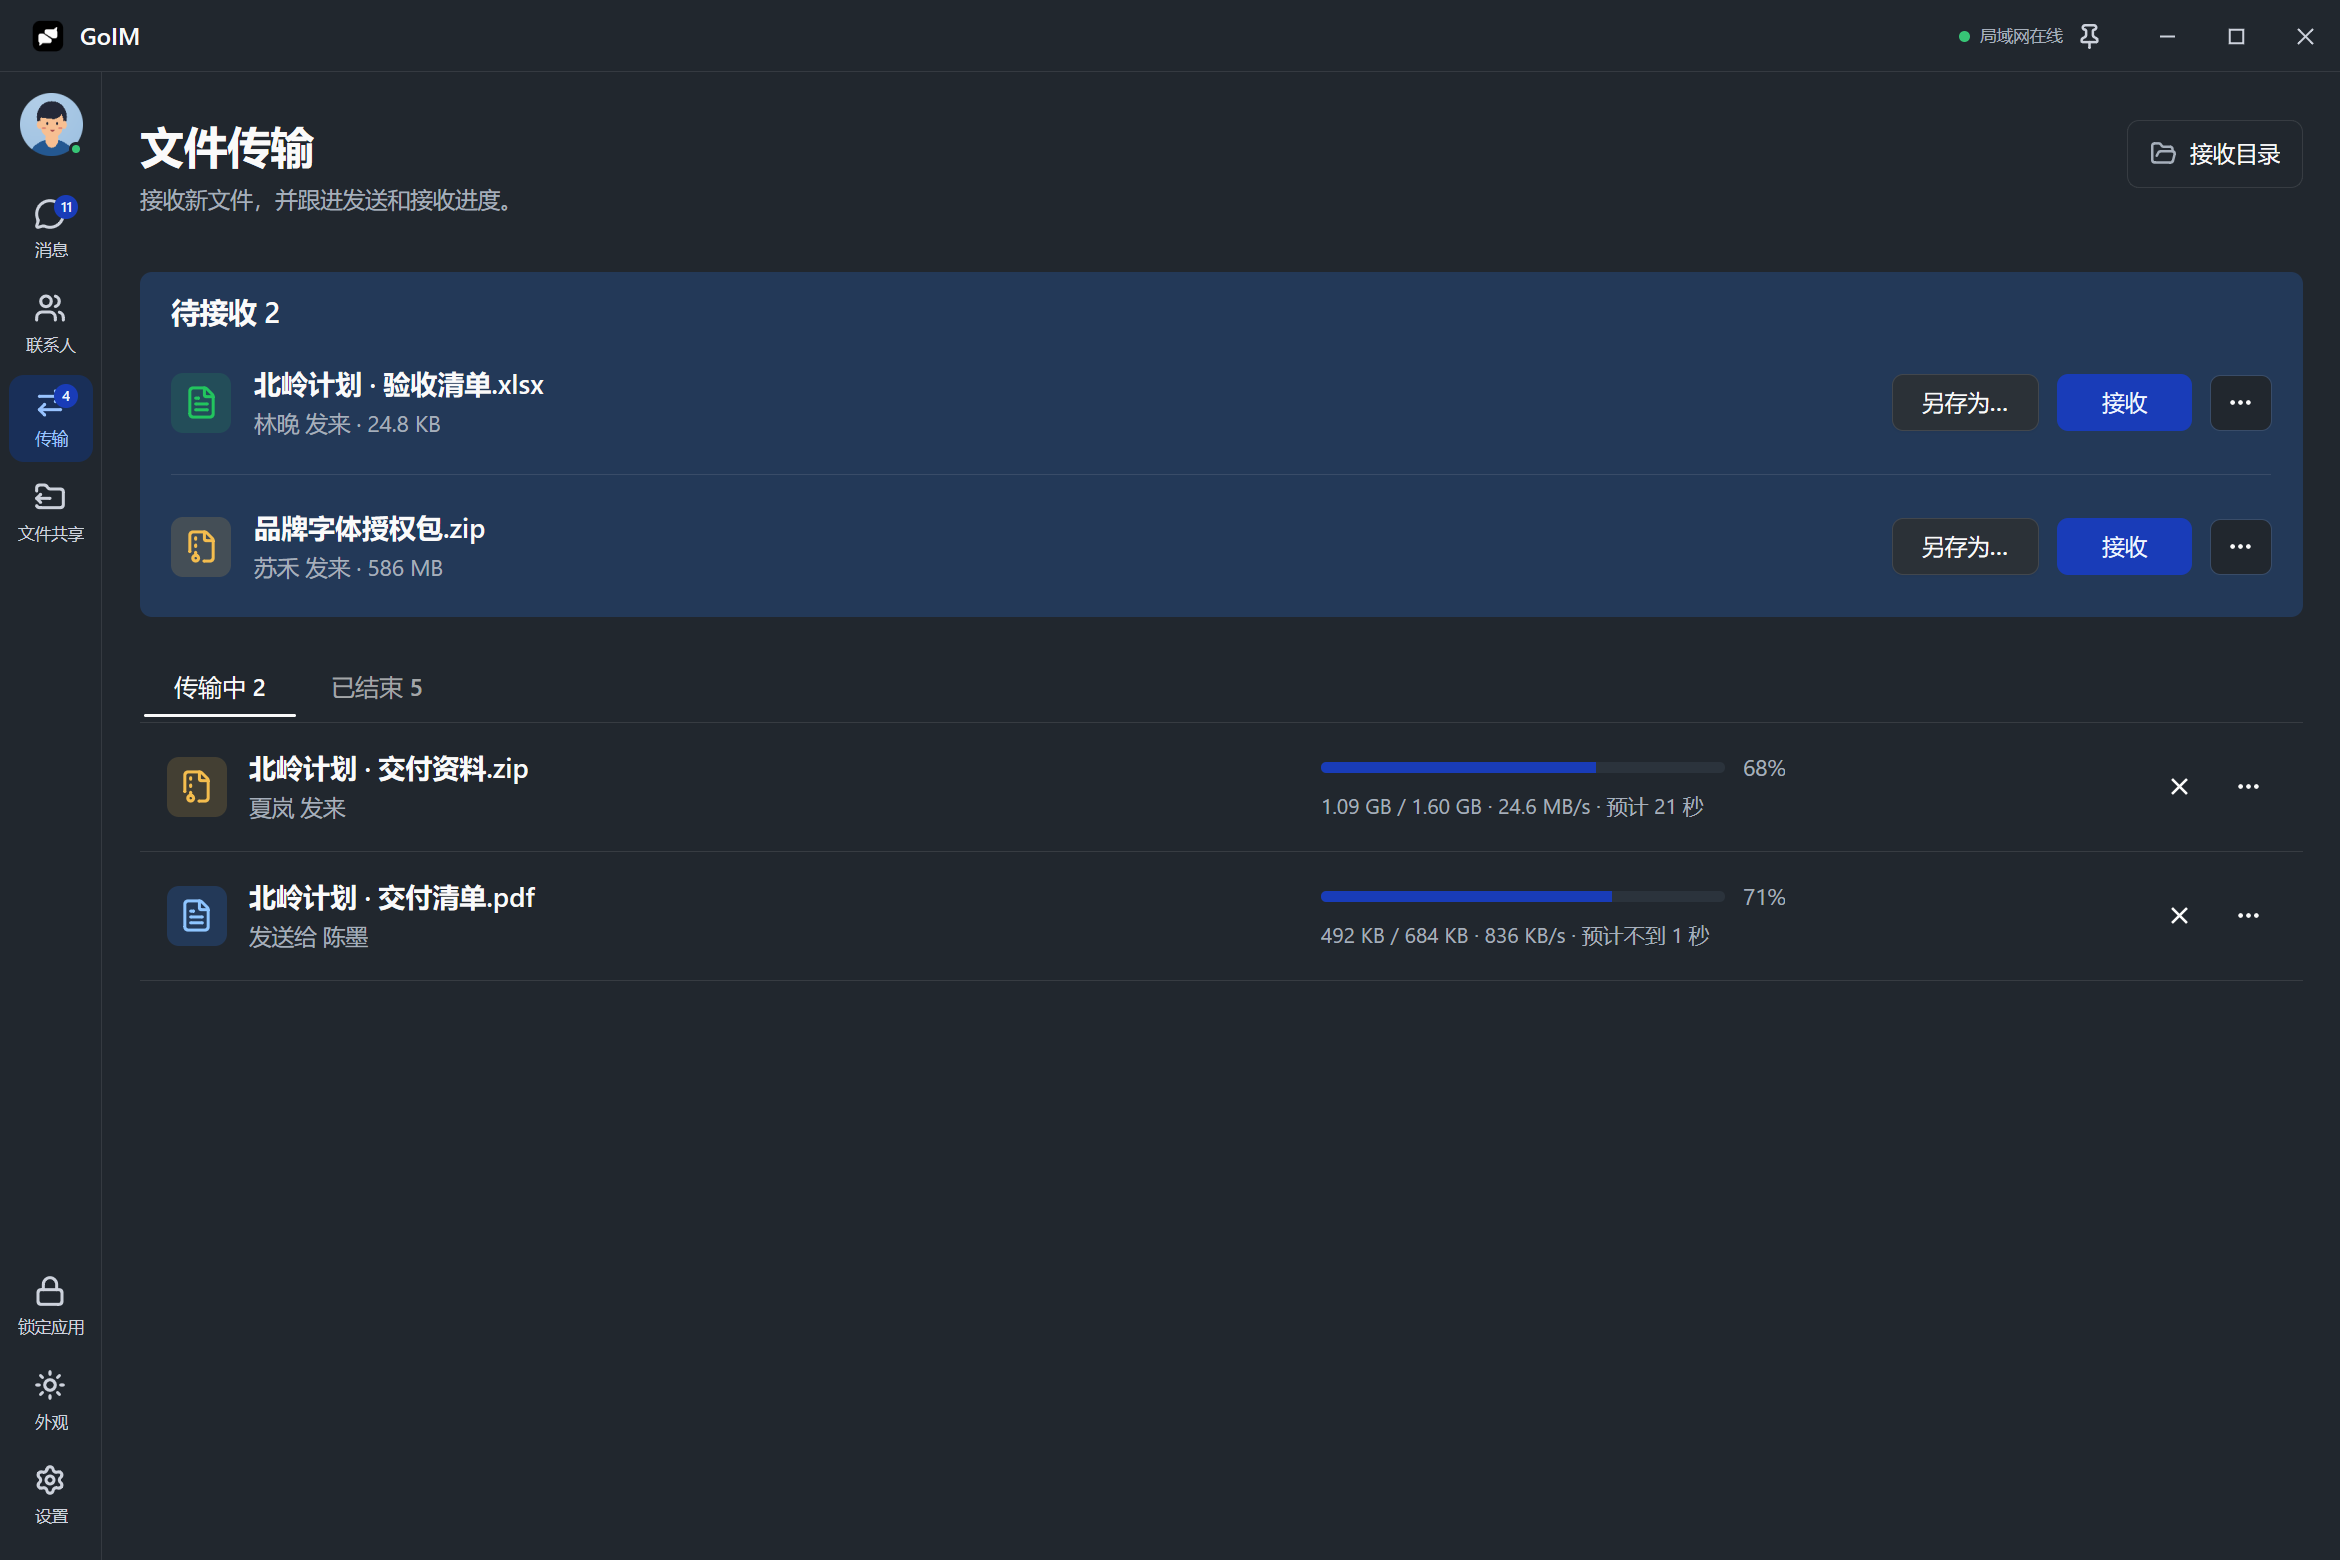 GoIM
局域网在线
11
消息
联系人
4
传输
文件共享
锁定应用
外观
设置
文件传输
接收新文件，并跟进发送和接收进度。
接收目录
待接收 2
北岭计划 · 验收清单.xlsx
林晚 发来 · 24.8 KB
另存为...
接收
品牌字体授权包.zip
苏禾 发来 · 586 MB
另存为...
接收
传输中 2
已结束 5
北岭计划 · 交付资料.zip
夏岚 发来
68%
1.09 GB / 1.60 GB · 24.6 MB/s · 预计 21 秒
北岭计划 · 交付清单.pdf
发送给 陈墨
71%
492 KB / 684 KB · 836 KB/s · 预计不到 1 秒